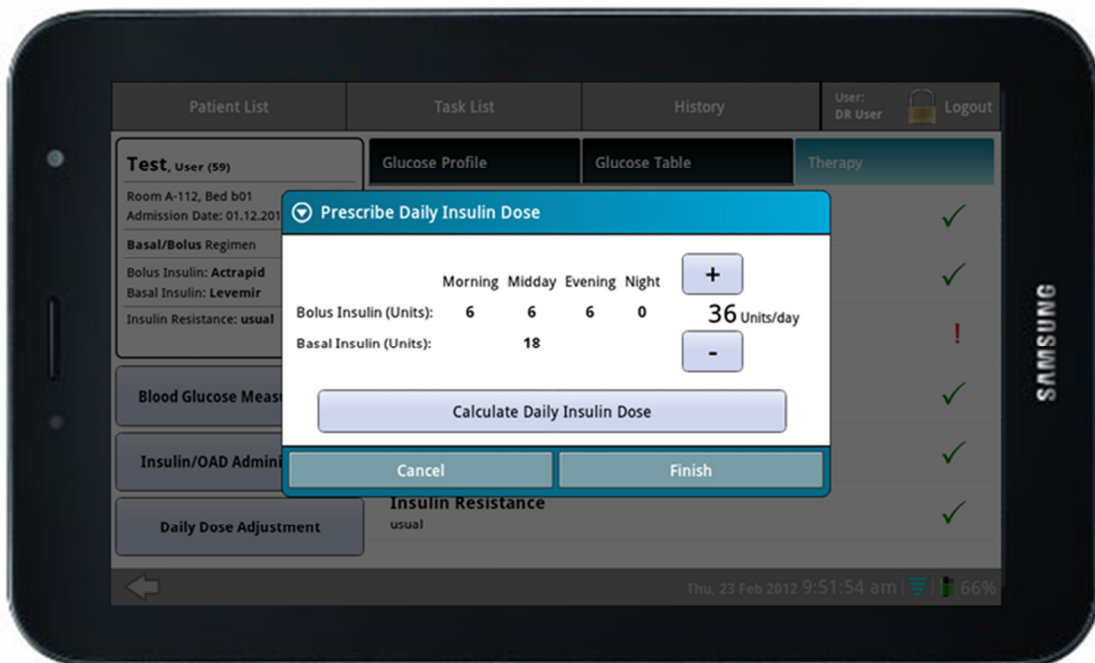 Patient List
Task List
History
User:
DR User
Logout
Test, User (59)
Room A-112, Bed b01
Admission Date: 01.12.201
Basal/Bolus Regimen
Bolus Insulin: Actrapid
Basal Insulin: Levemir
Insulin Resistance: usual
Glucose Profile
Glucose Table
Therapy
Prescribe Daily Insulin Dose
Morning Midday Evening Night
+
Bolus Insulin (Units): 6 6 6 0
36 Units/day
Basal Insulin (Units): 18
-
Calculate Daily Insulin Dose
Cancel
Finish
Blood Glucose Meas
Insulin/OAD Admini
Daily Dose Adjustment
Insulin Resistance
usual
!
Thu, 23 Feb 2012 9:51:54 am
66%
SAMSUNG